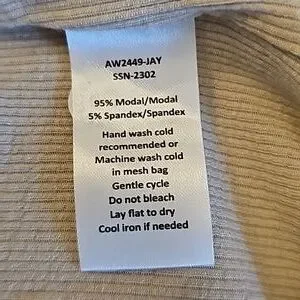 AW2449-JAY
SSN-2302
95% Modal/Modal
5% Spandex/Spandex
Hand wash cold
recommended or
Machine wash cold
in mesh bag
Gentle cycle
Do not bleach
Lay flat to dry
Cool iron if needed